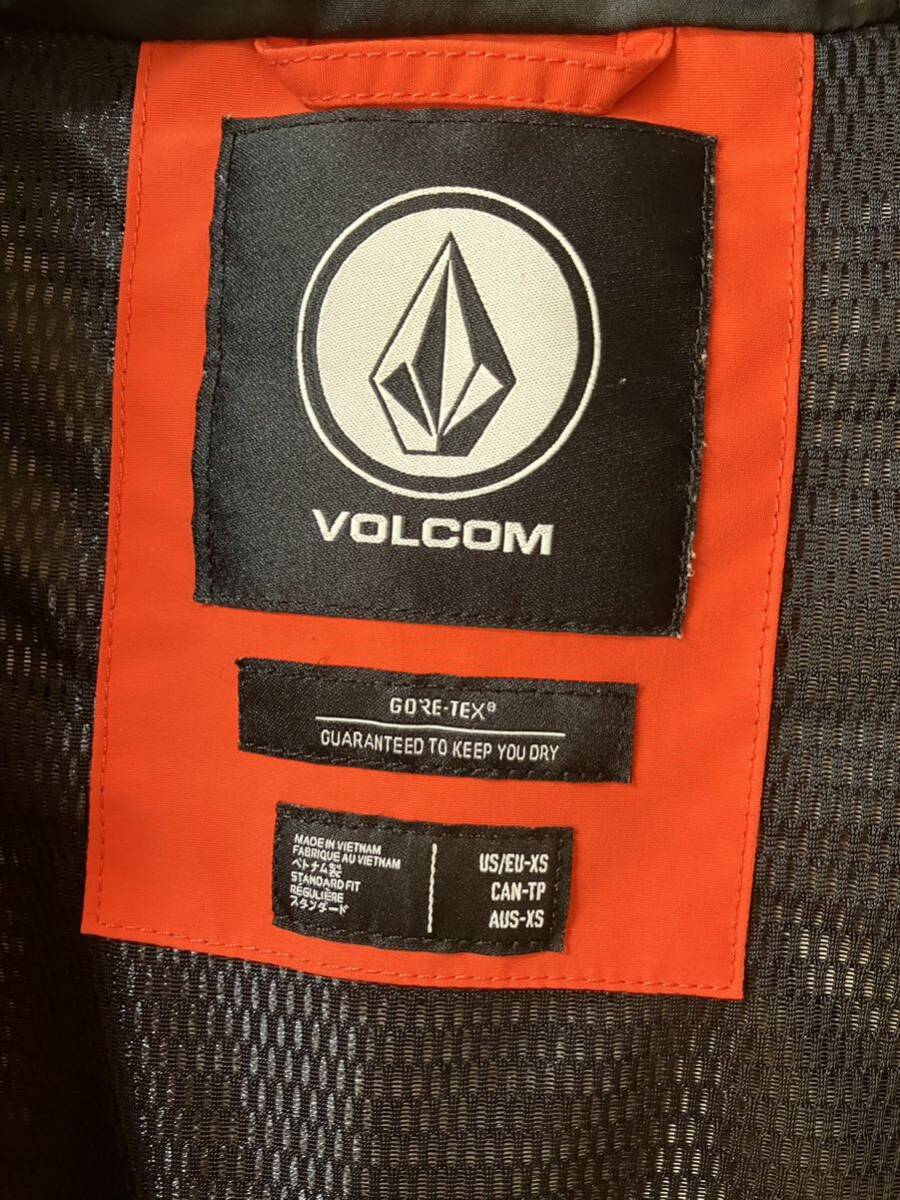 VOLCOM
GORE-TEX®
GUARANTEED TO KEEP YOU DRY
MADE IN VIETNAM
FABRIQUE AU VIETNAM
ベトナム製
STANDARD FIT
RÉGULIÈRE
スタンダード
US/EU-XS
CAN-TP
AUS-XS